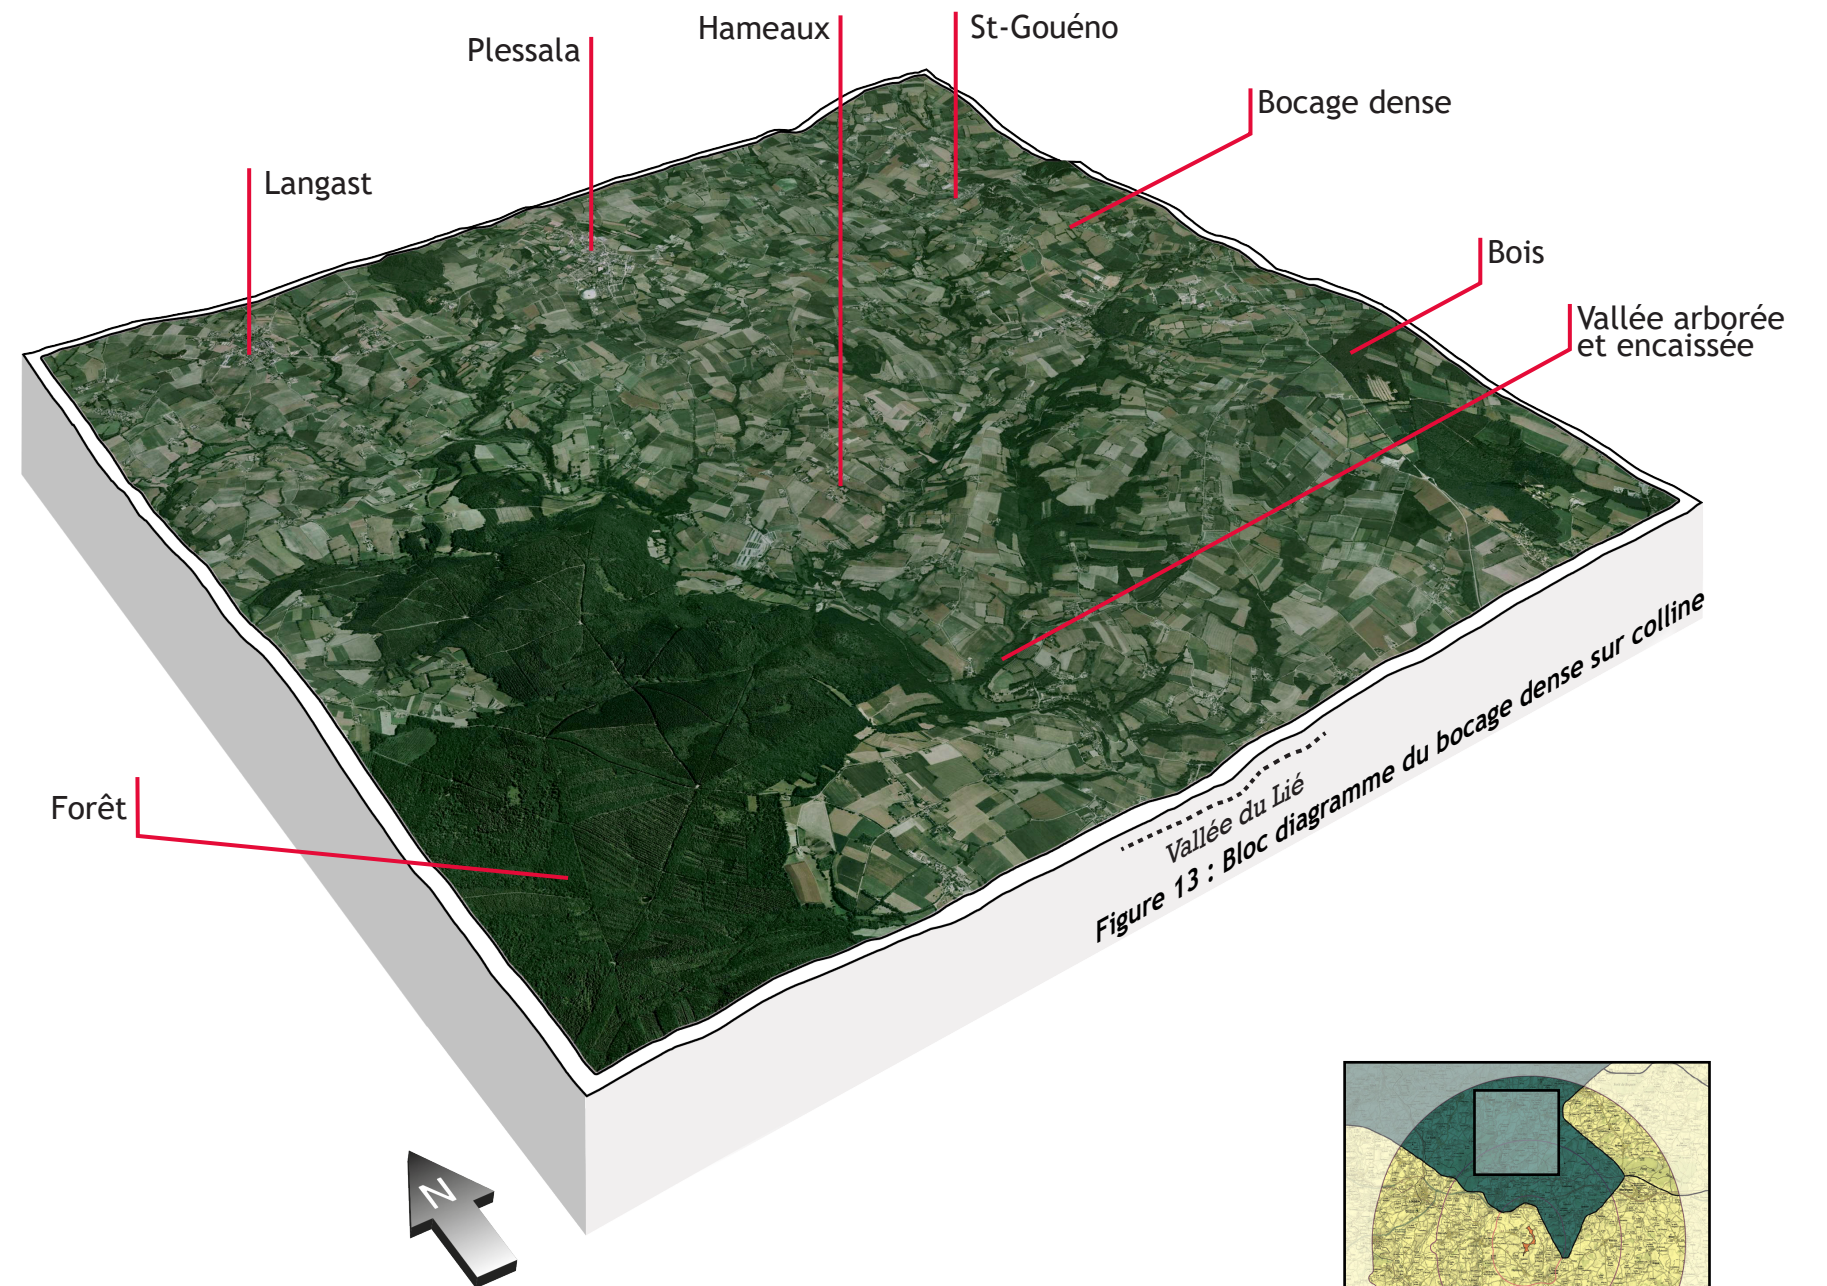 Hameaux
St-Gouéno
Plessala
Bocage dense
Langast
Bois
Vallée arborée
et encaissée
Forêt
Vallée du Lié
Figure 13 : Bloc diagramme du bocage dense sur colline
N